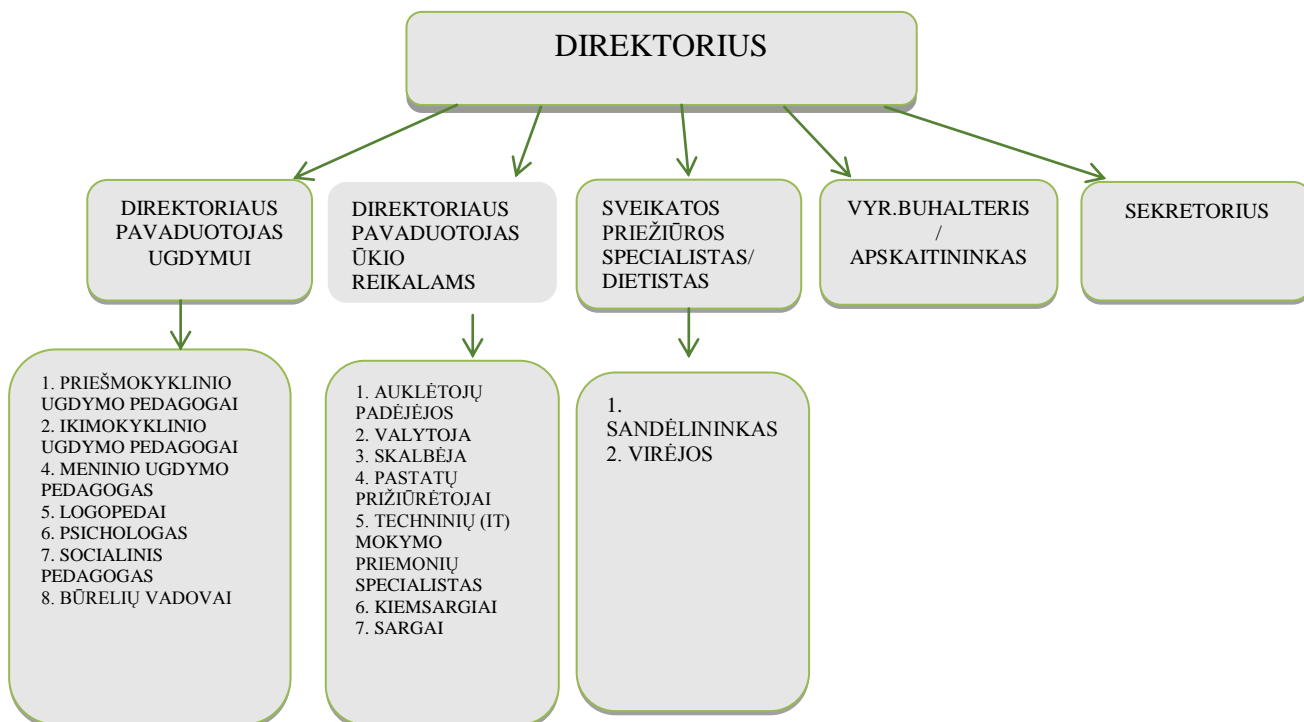 DIREKTORIUS
DIREKTORIAUS
PAVADUOTOJAS
UGDYMUI
DIREKTORIAUS
PAVADUOTOJAS
ŪKIO
REIKALAMS
SVEIKATOS
PRIEŽIŪROS
SPECIALISTAS/
DIETISTAS
VYR.BUHALTERIS
/
APSKAITININKAS
SEKRETORIUS
1. PRIEŠMOKYKLINIO
UGDYMO PEDAGOGAI
2. IKIMOKYKLINIO
UGDYMO PEDAGOGAI
4. MENINIO UGDYMO
PEDAGOGAS
5. LOGOPEDAI
6. PSICHOLOGAS
7. SOCIALINIS
PEDAGOGAS
8. BŪRELIŲ VADOVAI
1. AUKLĖTOJŲ
PADĖJĖJOS
2. VALYTOJA
3. SKALBĖJA
4. PASTATŲ
PRIŽIŪRĖTOJAI
5. TECHNINIŲ (IT)
MOKYMO
PRIEMONIŲ
SPECIALISTAS
6. KIEMSARGIAI
7. SARGAI
1.
SANDĖLININKAS
2. VIRĖJOS